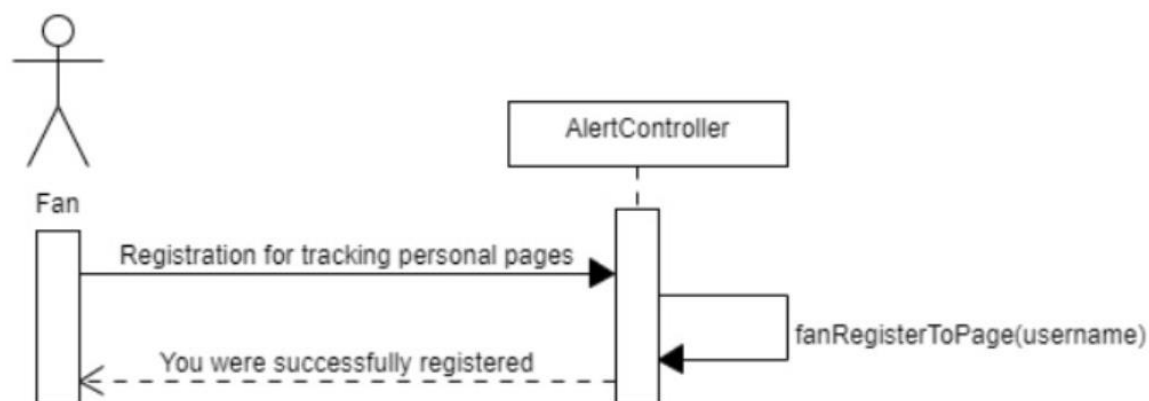 AlertController
Fan
Registration for tracking personal pages
fanRegisterToPage(username)
You were successfully registered